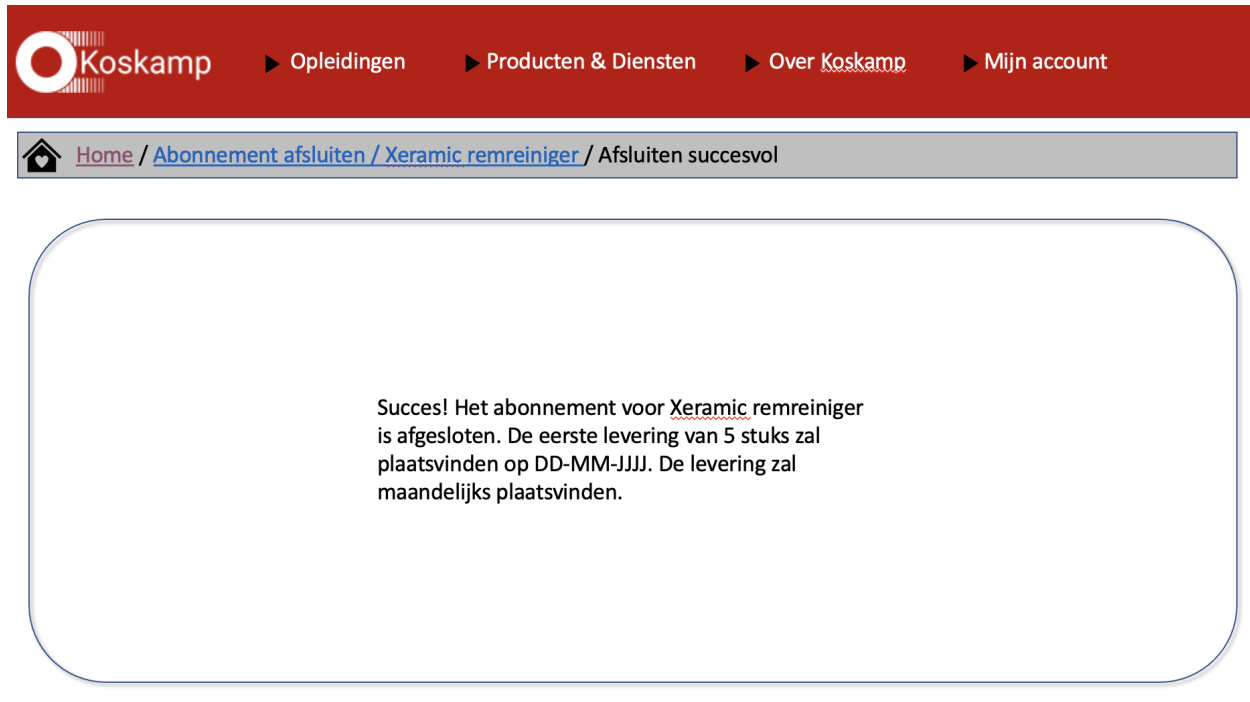 Koskamp
Opleidingen
Producten & Diensten
Over Koskamp
Mijn account
Home / Abonnement afsluiten / Xeramic remreiniger / Afsluiten succesvol
Succes! Het abonnement voor Xeramic remreiniger
is afgesloten. De eerste levering van 5 stuks zal
plaatsvinden op DD-MM-JJJJ. De levering zal
maandelijks plaatsvinden.